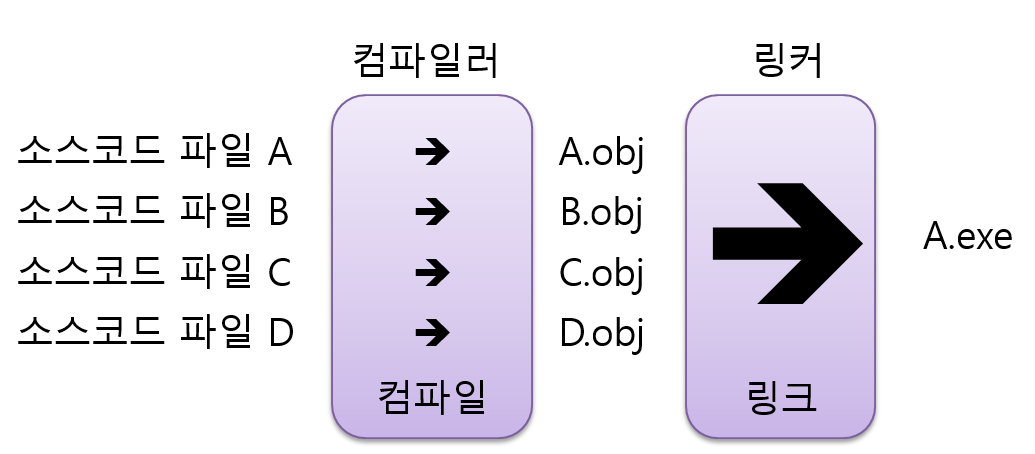 컴파일러
링커
소스코드 파일 A ➔ A.obj
소스코드 파일 B ➔ B.obj
소스코드 파일 C ➔ C.obj
소스코드 파일 D ➔ D.obj
➔ A.exe
컴파일
링크